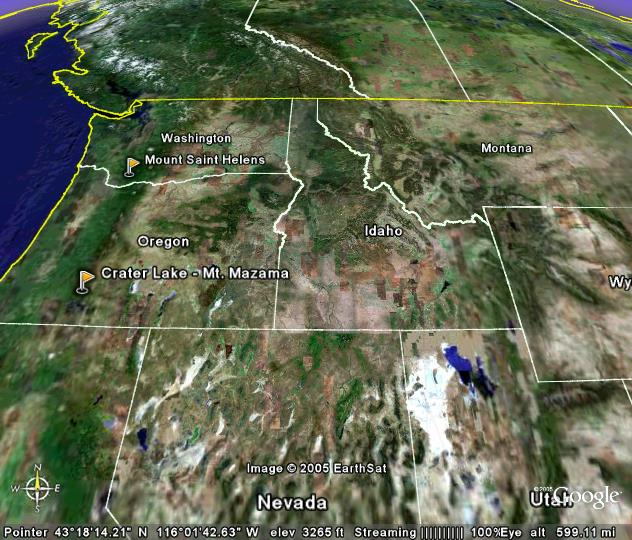 Washington
Mount Saint Helens
Montana
Oregon
Idaho
Crater Lake - Mt. Mazama
Wy
Image © 2005 EarthSat
N
W E
S
Nevada
Utah
©2005 Google
Pointer 43°18'14.21" N 116°01'42.63" W elev 3265 ft Streaming |||||||||| 100% Eye alt 599.11 mi